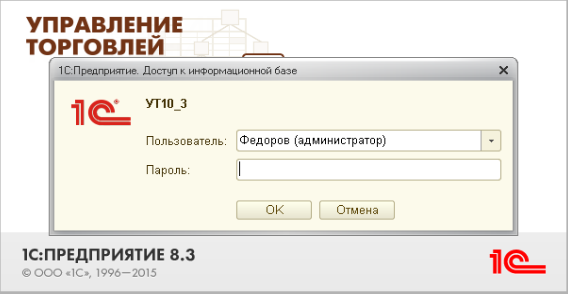 УПРАВЛЕНИЕ
ТОРГОВЛЕЙ
1С:Предприятие. Доступ к информационной базе
1С
УТ10_3
Пользователь: Федоров (администратор)
Пароль:
OK Отмена
1С:ПРЕДПРИЯТИЕ 8.3
© ООО «1С», 1996—2015
1С